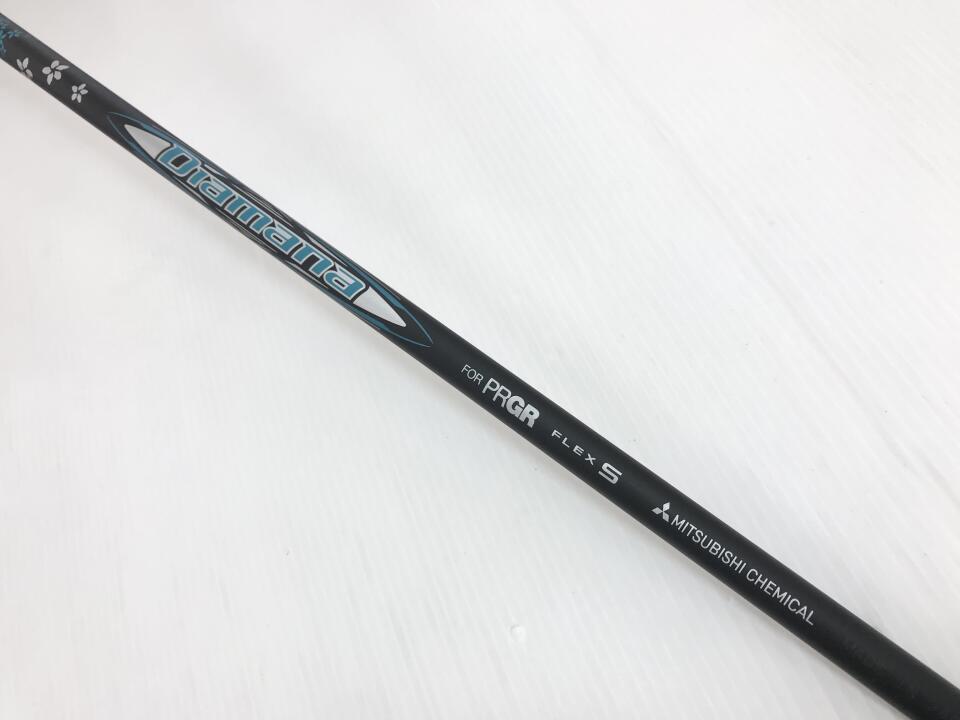 Diamana
FOR PRGR FLEX S
MITSUBISHI CHEMICAL